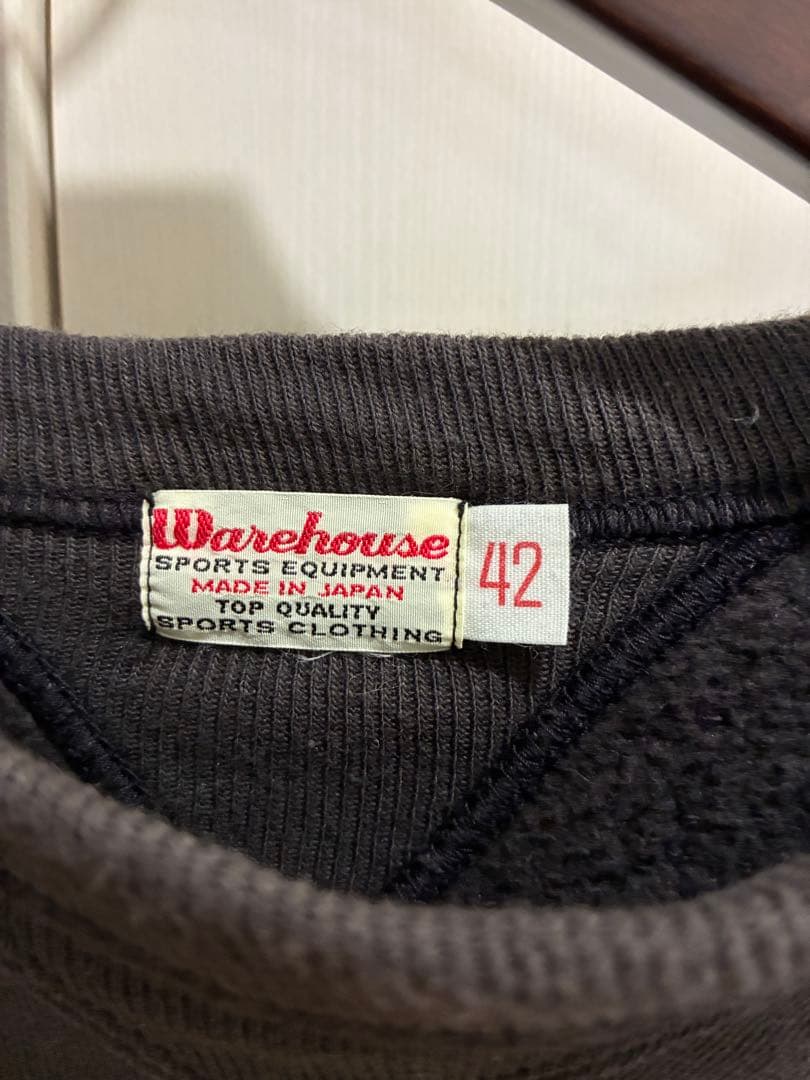 Warehouse
SPORTS EQUIPMENT
MADE IN JAPAN
TOP QUALITY
SPORTS CLOTHING
42